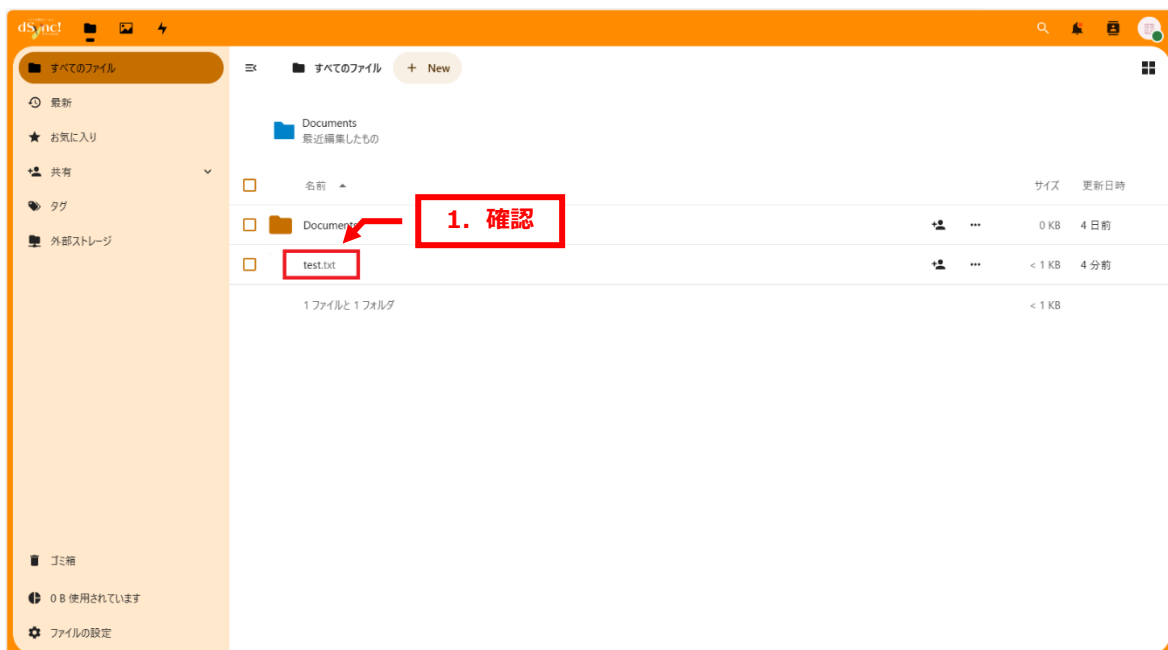 dSync!
すべてのファイル
最新
お気に入り
共有
タグ
外部ストレージ
ゴミ箱
0 B 使用されています
ファイルの設定
すべてのファイル + New
Documents
最近編集したもの
名前 サイズ 更新日時
Documents 0 KB 4 日前
1. 確認
test.txt < 1 KB 4 分前
1 ファイルと 1 フォルダ < 1 KB